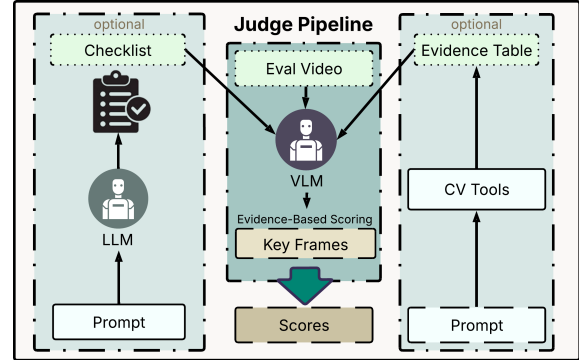 Judge Pipeline
optional
Checklist
LLM
Prompt
Eval Video
VLM
Evidence-Based Scoring
Key Frames
Scores
optional
Evidence Table
CV Tools
Prompt